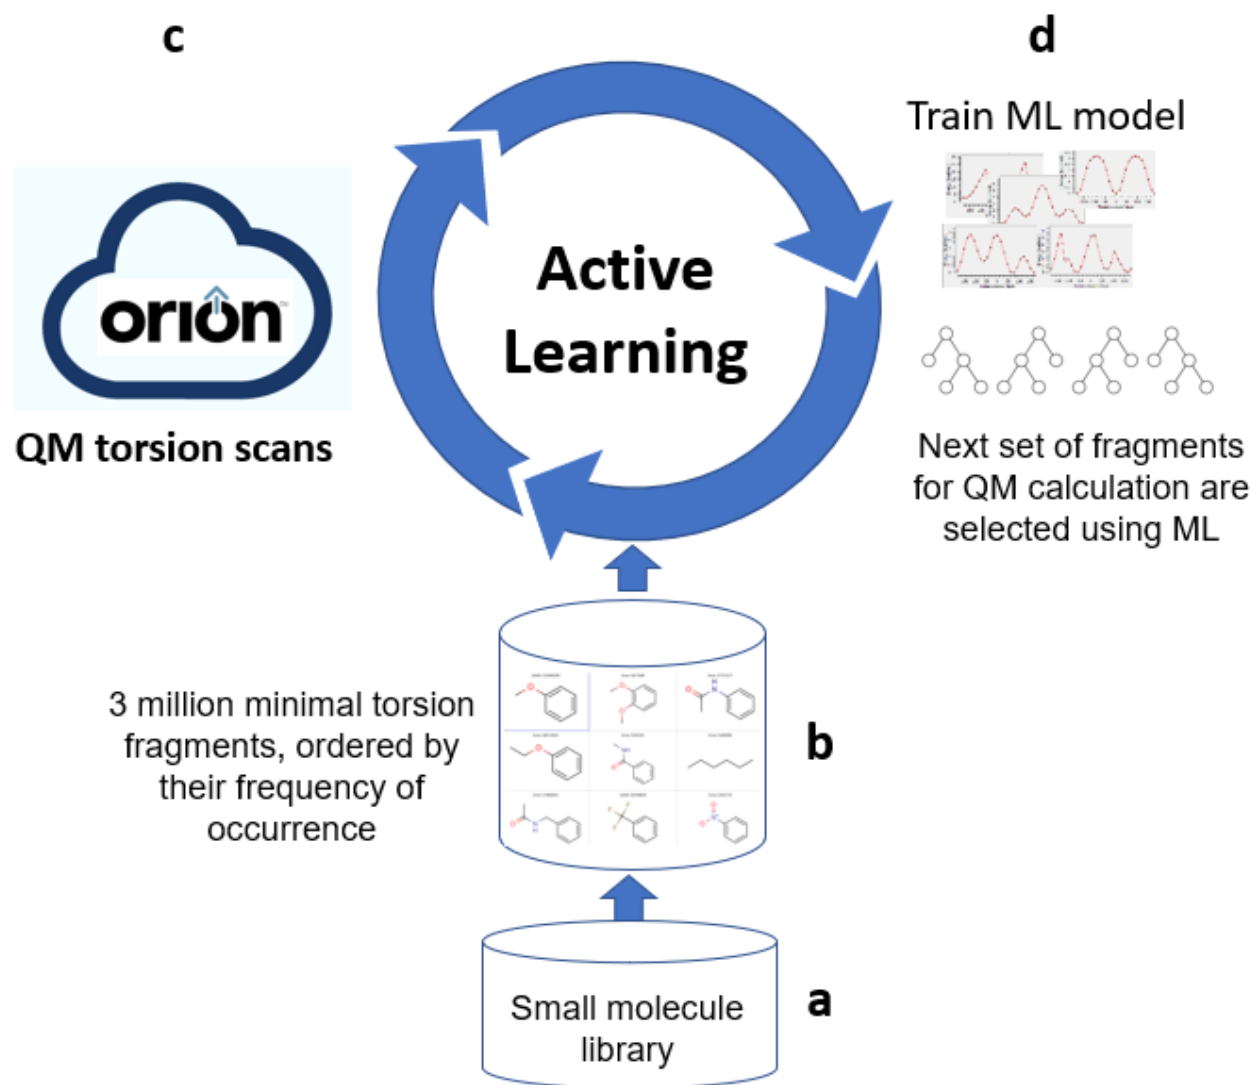 c
d
Train ML model
Active
Learning
orion
QM torsion scans
Next set of fragments
for QM calculation are
selected using ML
3 million minimal torsion
fragments, ordered by
their frequency of
occurrence
b
Small molecule
library
a